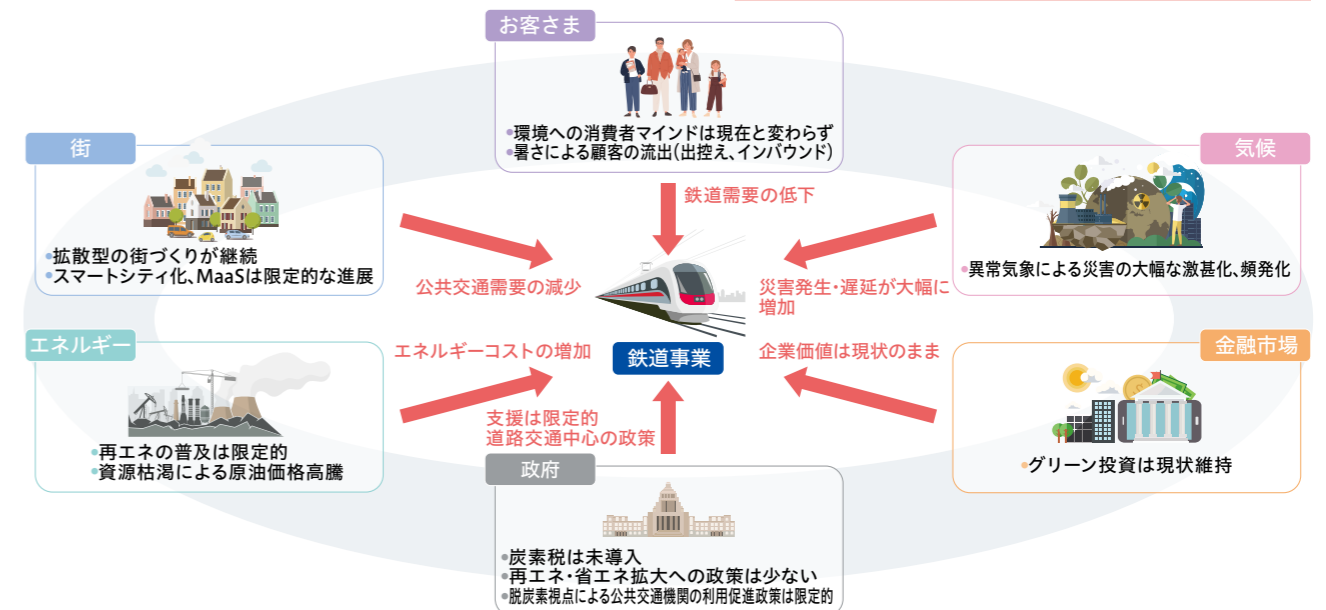 お客さま
•環境への消費者マインドは現在と変わらず
•暑さによる顧客の流出(出控え、インバウンド)
街
•拡散型の街づくりが継続
•スマートシティ化、MaaSは限定的な進展
気候
•異常気象による災害の大幅な激甚化、頻発化
鉄道需要の低下
公共交通需要の減少
災害発生・遅延が大幅に
増加
エネルギー
•再エネの普及は限定的
•資源枯渇による原油価格高騰
エネルギーコストの増加
鉄道事業
企業価値は現状のまま
金融市場
•グリーン投資は現状維持
支援は限定的
道路交通中心の政策
政府
•炭素税は未導入
•再エネ・省エネ拡大への政策は少ない
•脱炭素視点による公共交通機関の利用促進政策は限定的